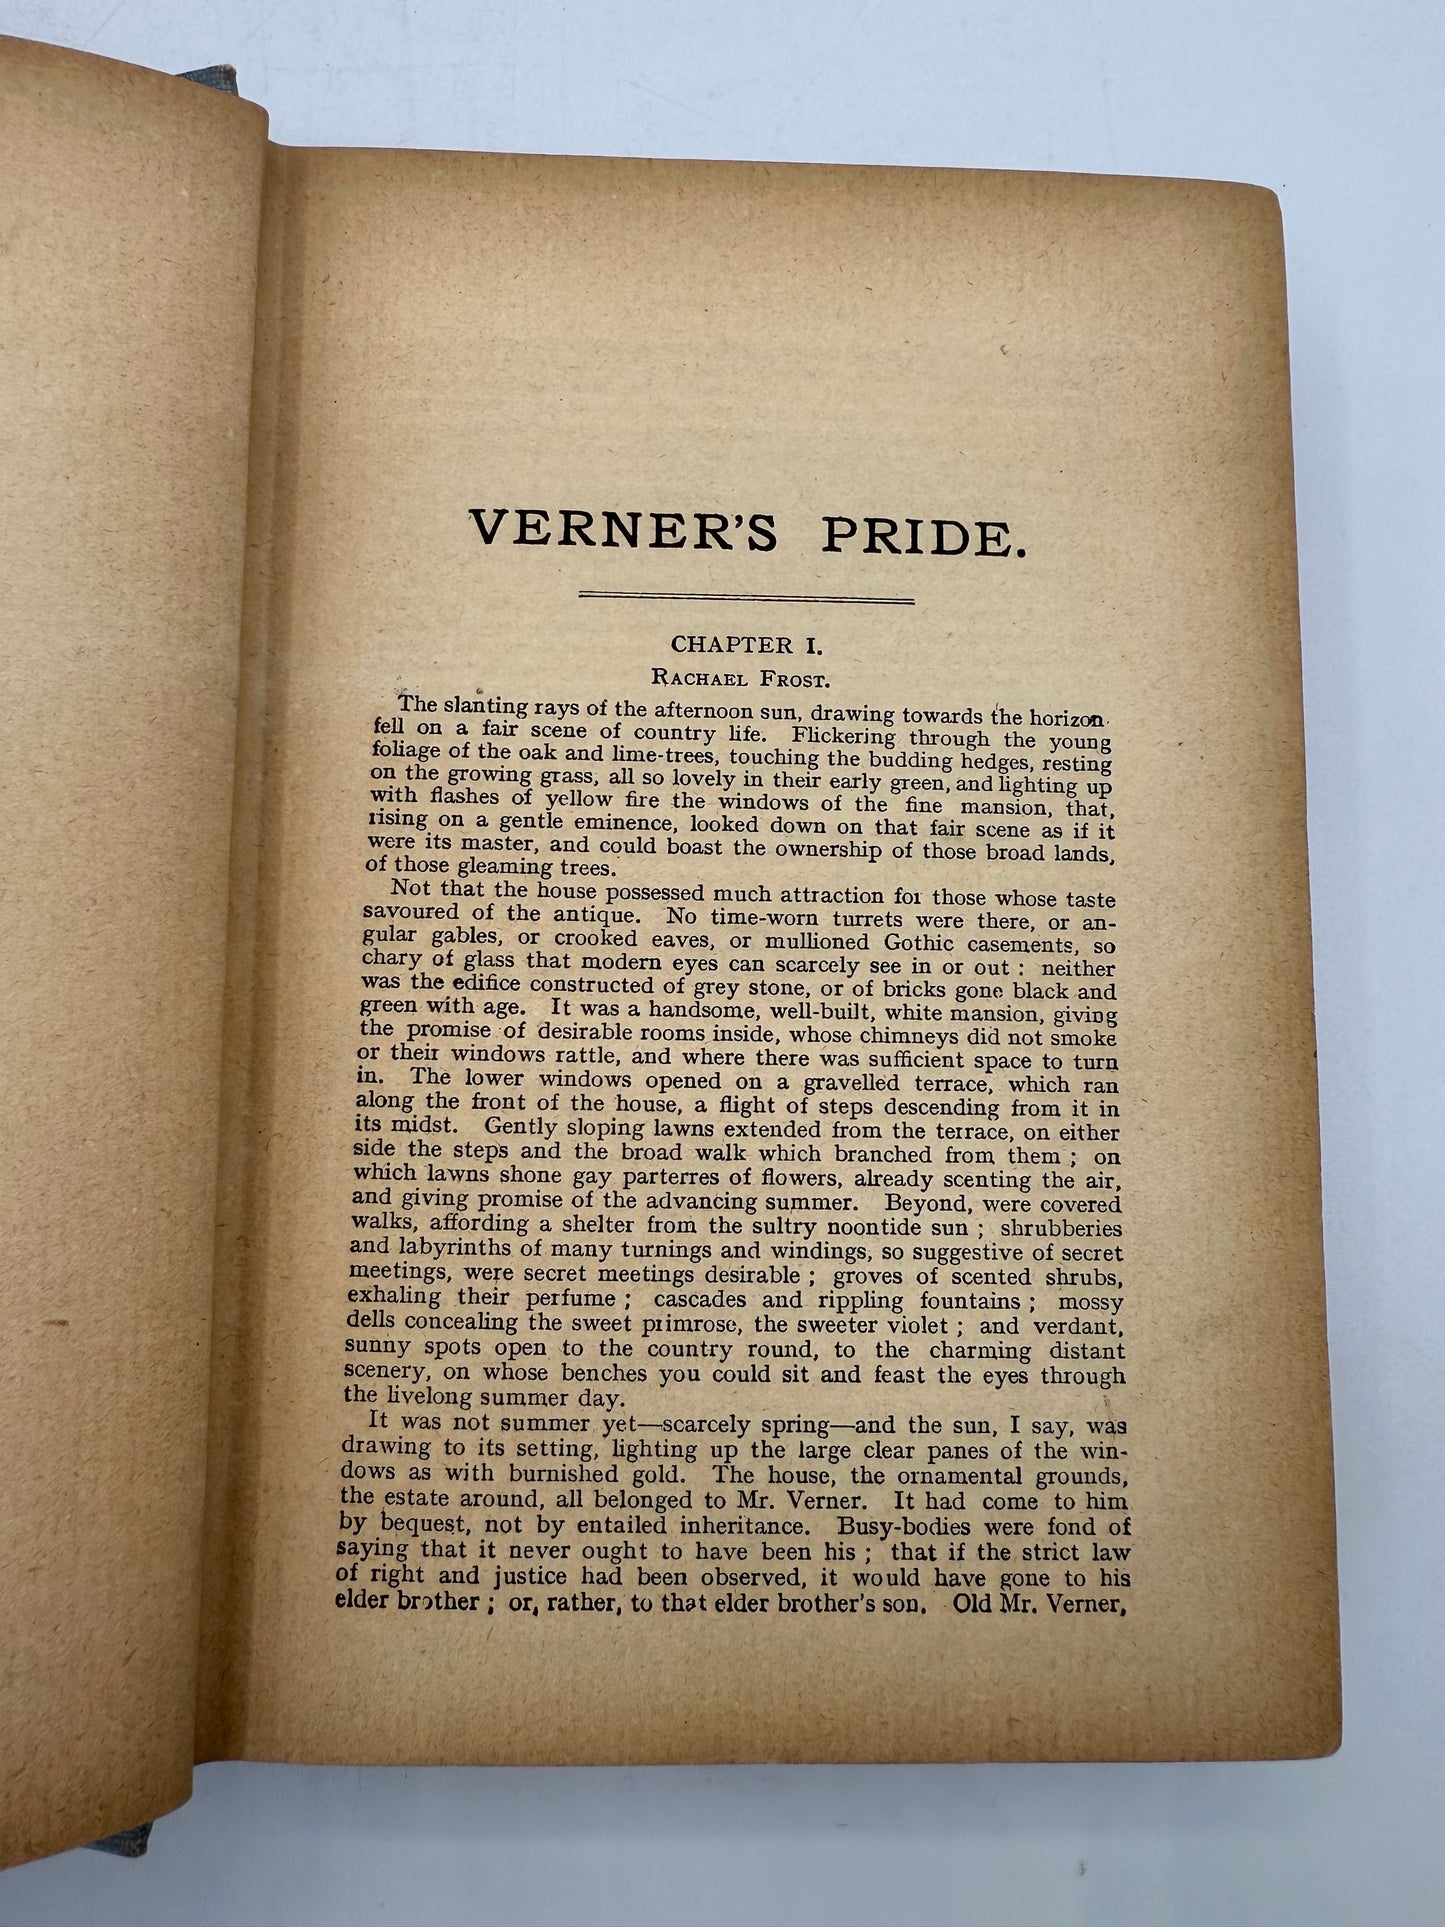 VERNER'S PRIDE.
CHAPTER I.
RACHAEL FROST.
The slanting rays of the afternoon sun, drawing towards the horizon
fell on a fair scene of country life. Flickering through the young
foliage of the oak and lime-trees, touching the budding hedges, resting
on the growing grass, all so lovely in their early green, and lighting up
with flashes of yellow fire the windows of the fine mansion, that,
rising on a gentle eminence, looked down on that fair scene as if it
were its master, and could boast the ownership of those broad lands,
of those gleaming trees.
Not that the house possessed much attraction for those whose taste
savoured of the antique. No time-worn turrets were there, or an-
gular gables, or crooked eaves, or mullioned Gothic casements, so
chary of glass that modern eyes can scarcely see in or out : neither
was the edifice constructed of grey stone, or of bricks gone black and
green with age. It was a handsome, well-built, white mansion, giving
the promise of desirable rooms inside, whose chimneys did not smoke
or their windows rattle, and where there was sufficient space to turn
in. The lower windows opened on a gravelled terrace, which ran
along the front of the house, a flight of steps descending from it in
its midst. Gently sloping lawns extended from the terrace, on either
side the steps and the broad walk which branched from them ; on
which lawns shone gay parterres of flowers, already scenting the air,
and giving promise of the advancing summer. Beyond, were covered
walks, affording a shelter from the sultry noontide sun ; shrubberies
and labyrinths of many turnings and windings, so suggestive of secret
meetings, were secret meetings desirable ; groves of scented shrubs,
exhaling their perfume ; cascades and rippling fountains ; mossy
dells concealing the sweet primrose, the sweeter violet ; and verdant,
sunny spots open to the country round, to the charming distant
scenery, on whose benches you could sit and feast the eyes through
the livelong summer day.
It was not summer yet—scarcely spring—and the sun, I say, was
drawing to its setting, lighting up the large clear panes of the win-
dows as with burnished gold. The house, the ornamental grounds,
the estate around, all belonged to Mr. Verner. It had come to him
by bequest, not by entailed inheritance. Busy-bodies were fond of
saying that it never ought to have been his ; that if the strict law
of right and justice had been observed, it would have gone to his
elder brother ; or, rather, to that elder brother's son. Old Mr. Verner,